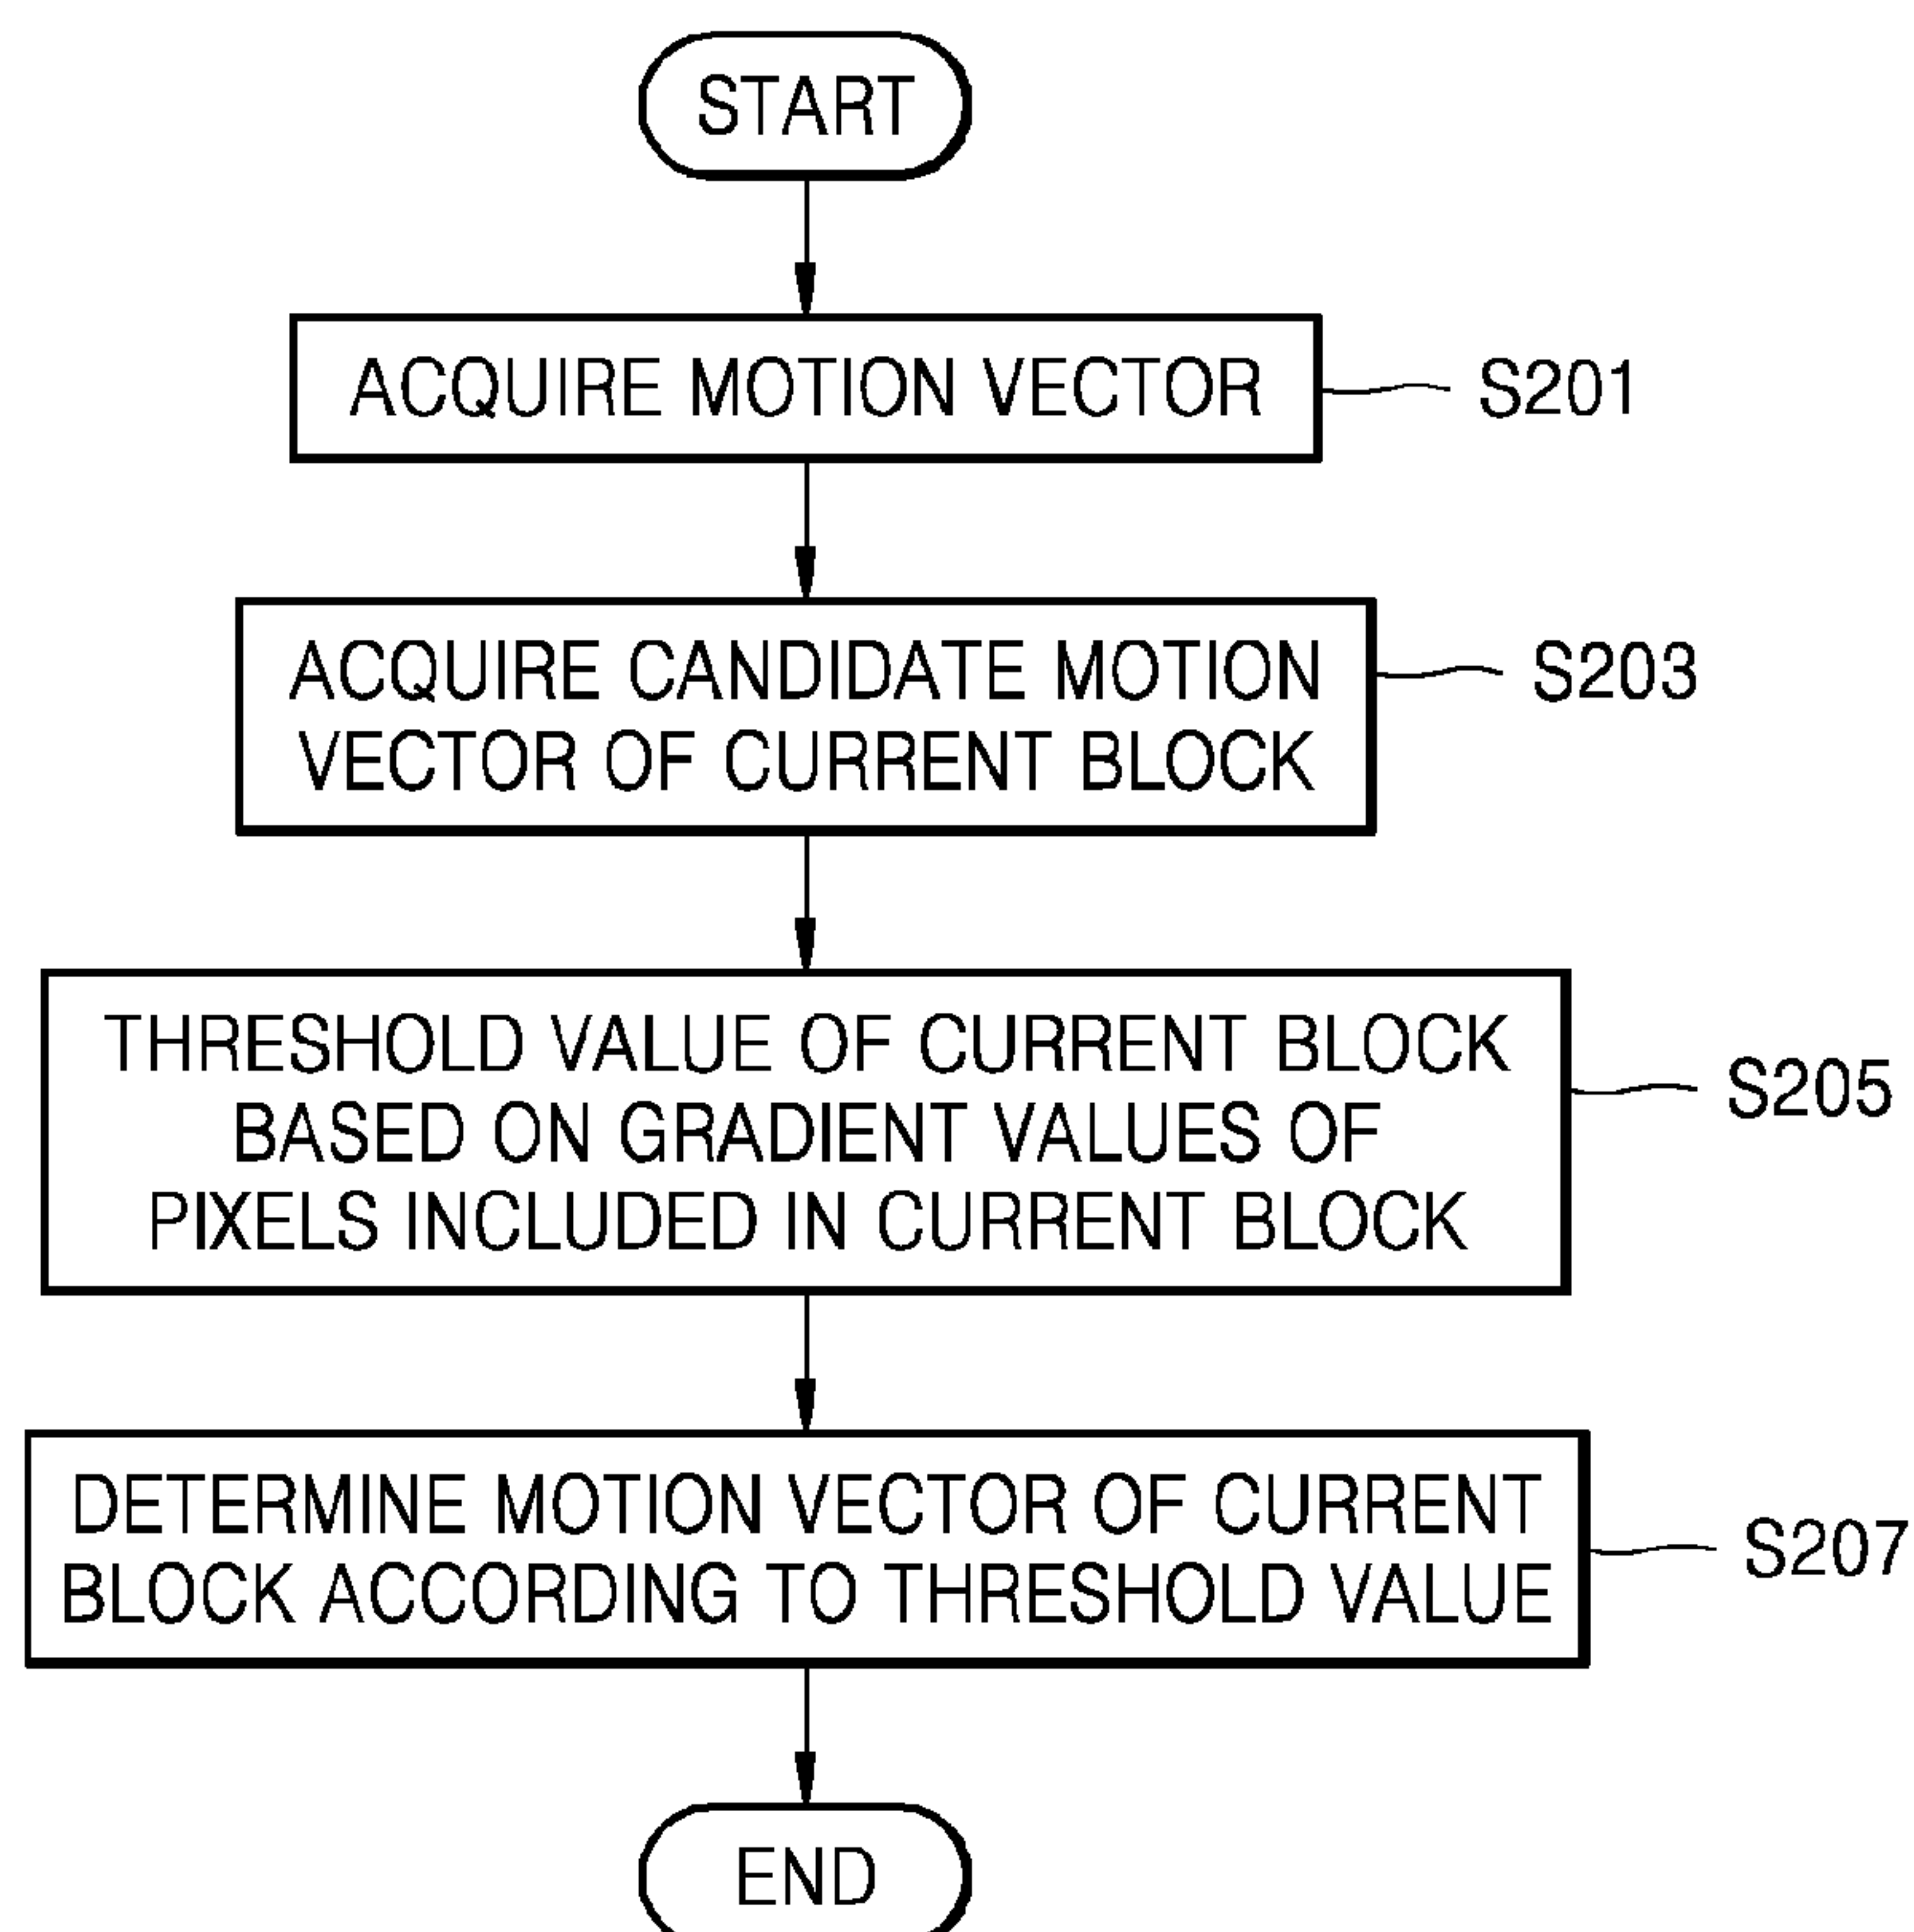 START
ACQUIRE MOTION VECTOR
S201
ACQUIRE CANDIDATE MOTION
VECTOR OF CURRENT BLOCK
S203
THRESHOLD VALUE OF CURRENT BLOCK
BASED ON GRADIENT VALUES OF
PIXELS INCLUDED IN CURRENT BLOCK
S205
DETERMINE MOTION VECTOR OF CURRENT
BLOCK ACCORDING TO THRESHOLD VALUE
S207
END